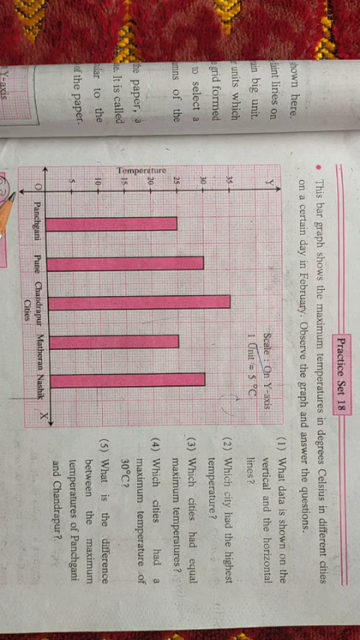 hown here.
aint lines on
an big unit.
units which
grid formed
to select a
mns of the
he paper, a
e. It is called
lar to the
f the paper.
Y-axis
Practice Set 18
• This bar graph shows the maximum temperatures in degrees Celsius in different cities
on a certain day in February. Observe the graph and answer the questions.
Scale : On Y-axis
1 Unit = 5 °C
Y
35
30
25
20
15
10
5
O
Temperature
Panchgani Pune Chandrapur Matheran Nashik X
Cities
(1) What data is shown on the
vertical and the horizontal
lines?
(2) Which city had the highest
temperature?
(3) Which cities had equal
maximum temperatures?
(4) Which cities had a
maximum temperature of
30°C?
(5) What is the difference
between the maximum
temperatures of Panchgani
and Chandrapur?